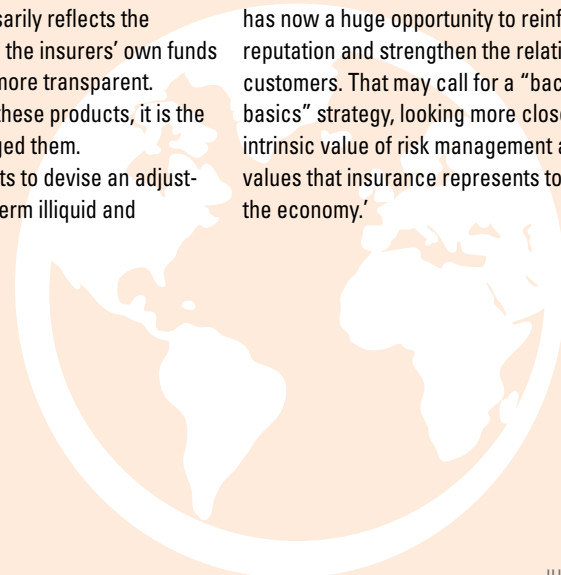 sarily reflects the
the insurers’ own funds
more transparent.
these products, it is the
ged them.
ts to devise an adjust-
erm illiquid and
has now a huge opportunity to reinf
reputation and strengthen the relati
customers. That may call for a “bac
basics” strategy, looking more close
intrinsic value of risk management a
values that insurance represents to
the economy.’